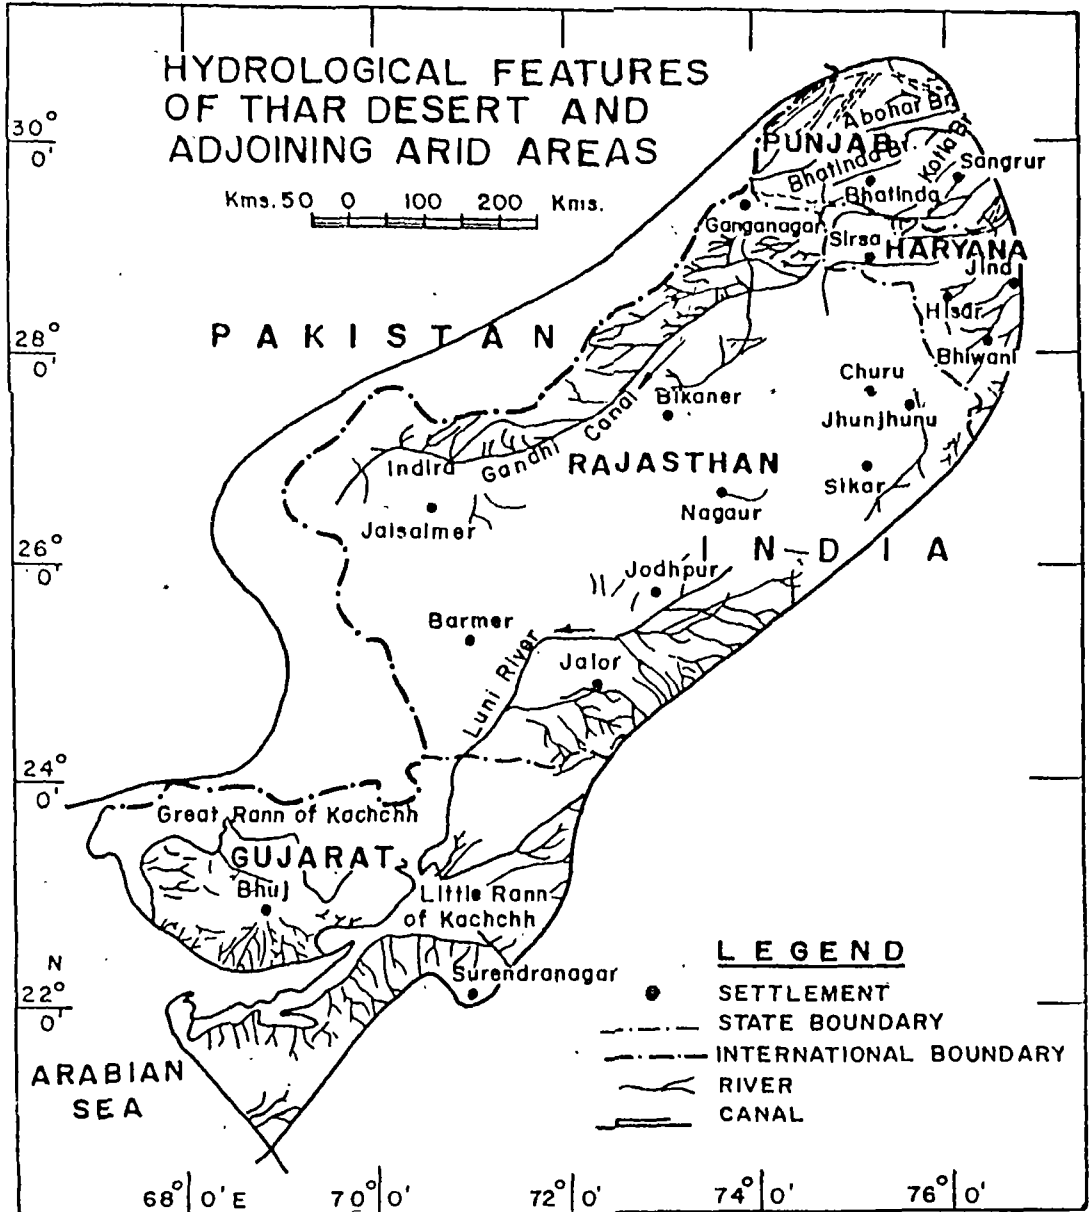 HYDROLOGICAL FEATURES
OF THAR DESERT AND
ADJOINING ARID AREAS
Kms. 50 0 100 200 Kms.
30° 0'
28° 0'
26° 0'
24° 0'
N
22° 0'
Abohar Br.
PUNJAB
Bhatinda Br.
Kotla Br.
Sangrur
Bhatinda
Ganganagar
Sirsa
HARYANA
Jind
Hisar
Bhiwani
PAKISTAN
Churu
Jhunjhunu
Bikaner
Indira Gandhi Canal
RAJASTHAN
Sikar
Nagaur
Jaisalmer
INDIA
Jodhpur
Barmer
Luni River
Jalor
Great Rann of Kachchh
GUJARAT
Bhuj
Little Rann
of Kachchh
Surendranagar
ARABIAN
SEA
LEGEND
SETTLEMENT
STATE BOUNDARY
INTERNATIONAL BOUNDARY
RIVER
CANAL
68° 0' E
70° 0'
72° 0'
74° 0'
76° 0'